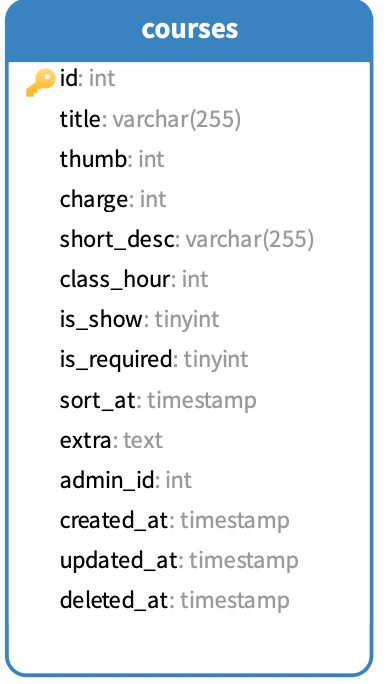 courses
id: int
title: varchar(255)
thumb: int
charge: int
short_desc: varchar(255)
class_hour: int
is_show: tinyint
is_required: tinyint
sort_at: timestamp
extra: text
admin_id: int
created_at: timestamp
updated_at: timestamp
deleted_at: timestamp